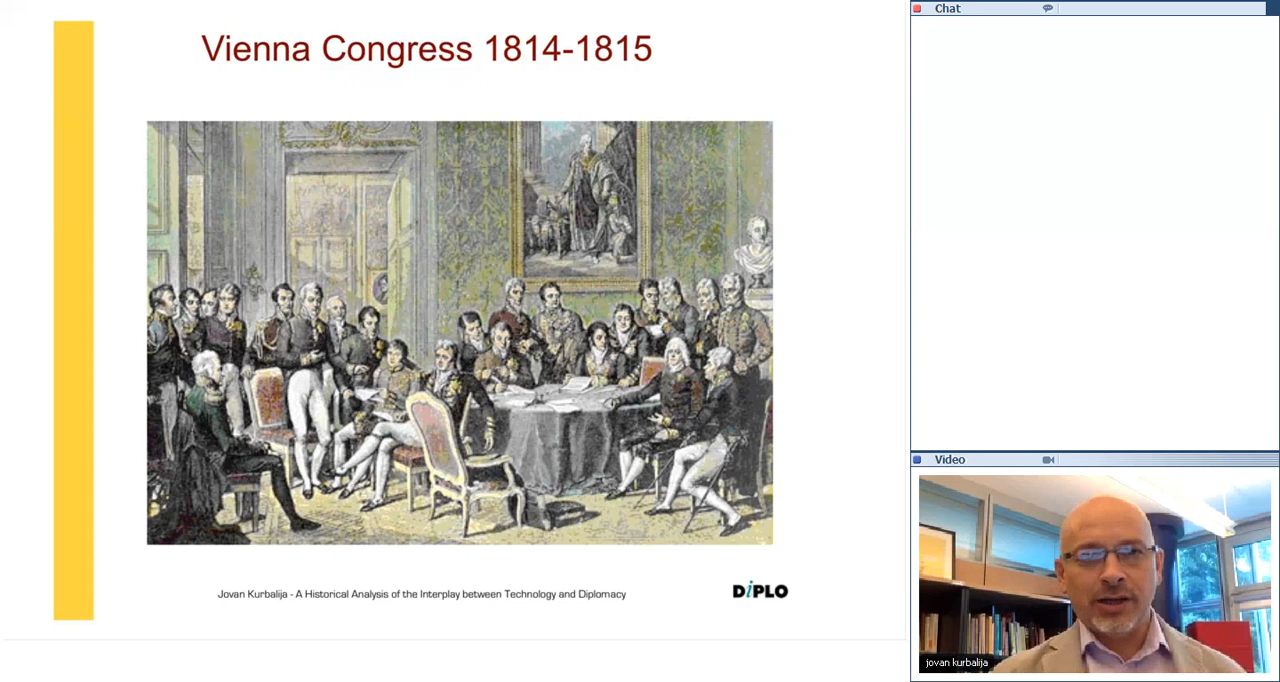 Vienna Congress 1814-1815
Jovan Kurbalija - A Historical Analysis of the Interplay between Technology and Diplomacy
DiPLO
Chat
Video
jovan kurbalija